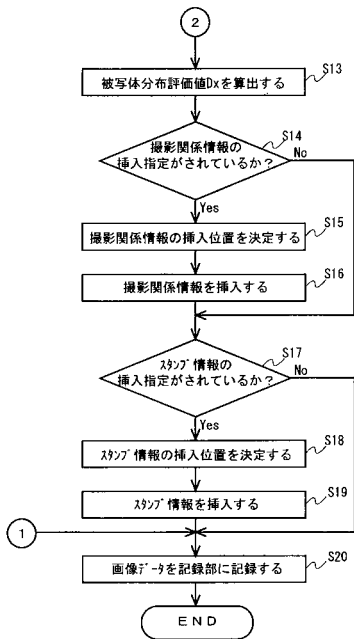 2
S13
被写体分布評価値Dxを算出する
S14
撮影関係情報の
挿入指定がされているか？
No
Yes
S15
撮影関係情報の挿入位置を決定する
S16
撮影関係情報を挿入する
S17
ｽﾀﾝﾌﾟ情報の
挿入指定がされているか？
No
Yes
S18
ｽﾀﾝﾌﾟ情報の挿入位置を決定する
S19
ｽﾀﾝﾌﾟ情報を挿入する
1
S20
画像データを記録部に記録する
END